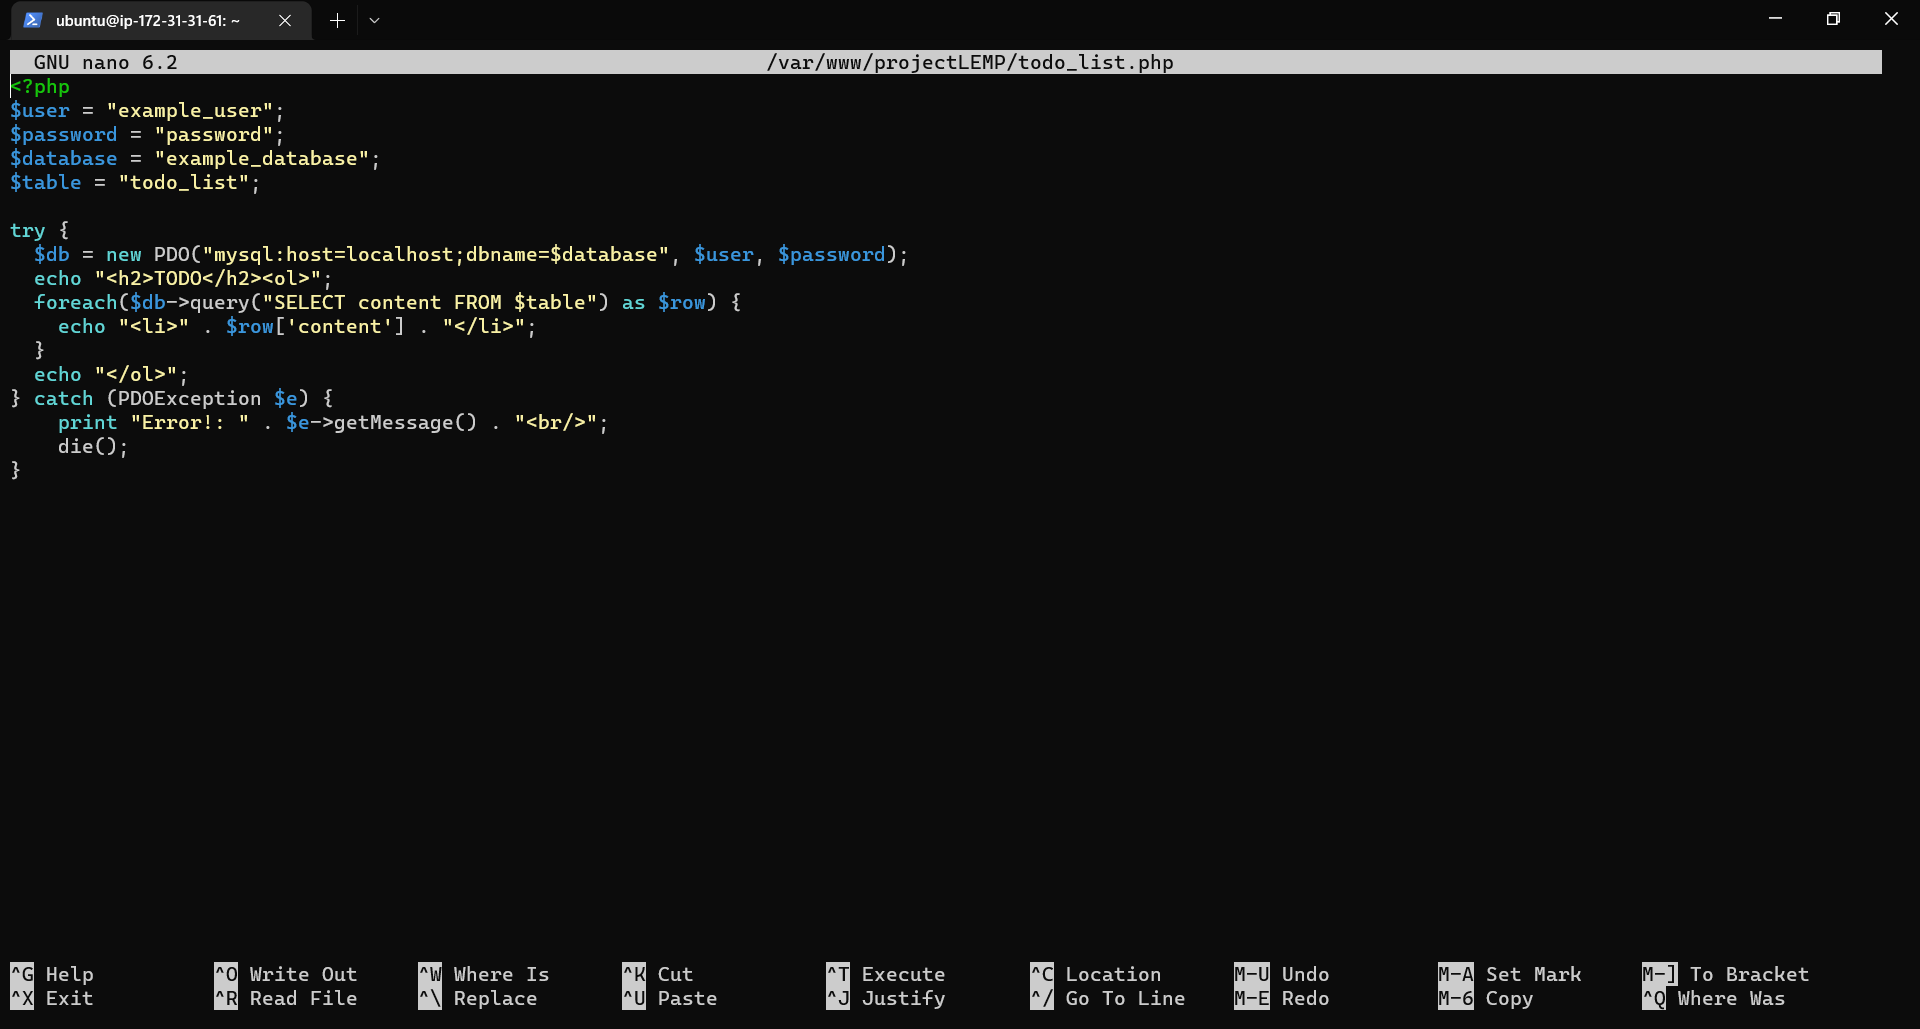 ubuntu@ip-172-31-31-61: ~
GNU nano 6.2 /var/www/projectLEMP/todo_list.php
<?php
$user = "example_user";
$password = "password";
$database = "example_database";
$table = "todo_list";

try {
  $db = new PDO("mysql:host=localhost;dbname=$database", $user, $password);
  echo "<h2>TODO</h2><ol>";
  foreach($db->query("SELECT content FROM $table") as $row) {
    echo "<li>" . $row['content'] . "</li>";
  }
  echo "</ol>";
} catch (PDOException $e) {
    print "Error!: " . $e->getMessage() . "<br/>";
    die();
}
^G Help ^O Write Out ^W Where Is ^K Cut ^T Execute ^C Location M-U Undo M-A Set Mark M-] To Bracket
^X Exit ^R Read File ^\ Replace ^U Paste ^J Justify ^/ Go To Line M-E Redo M-6 Copy ^Q Where Was